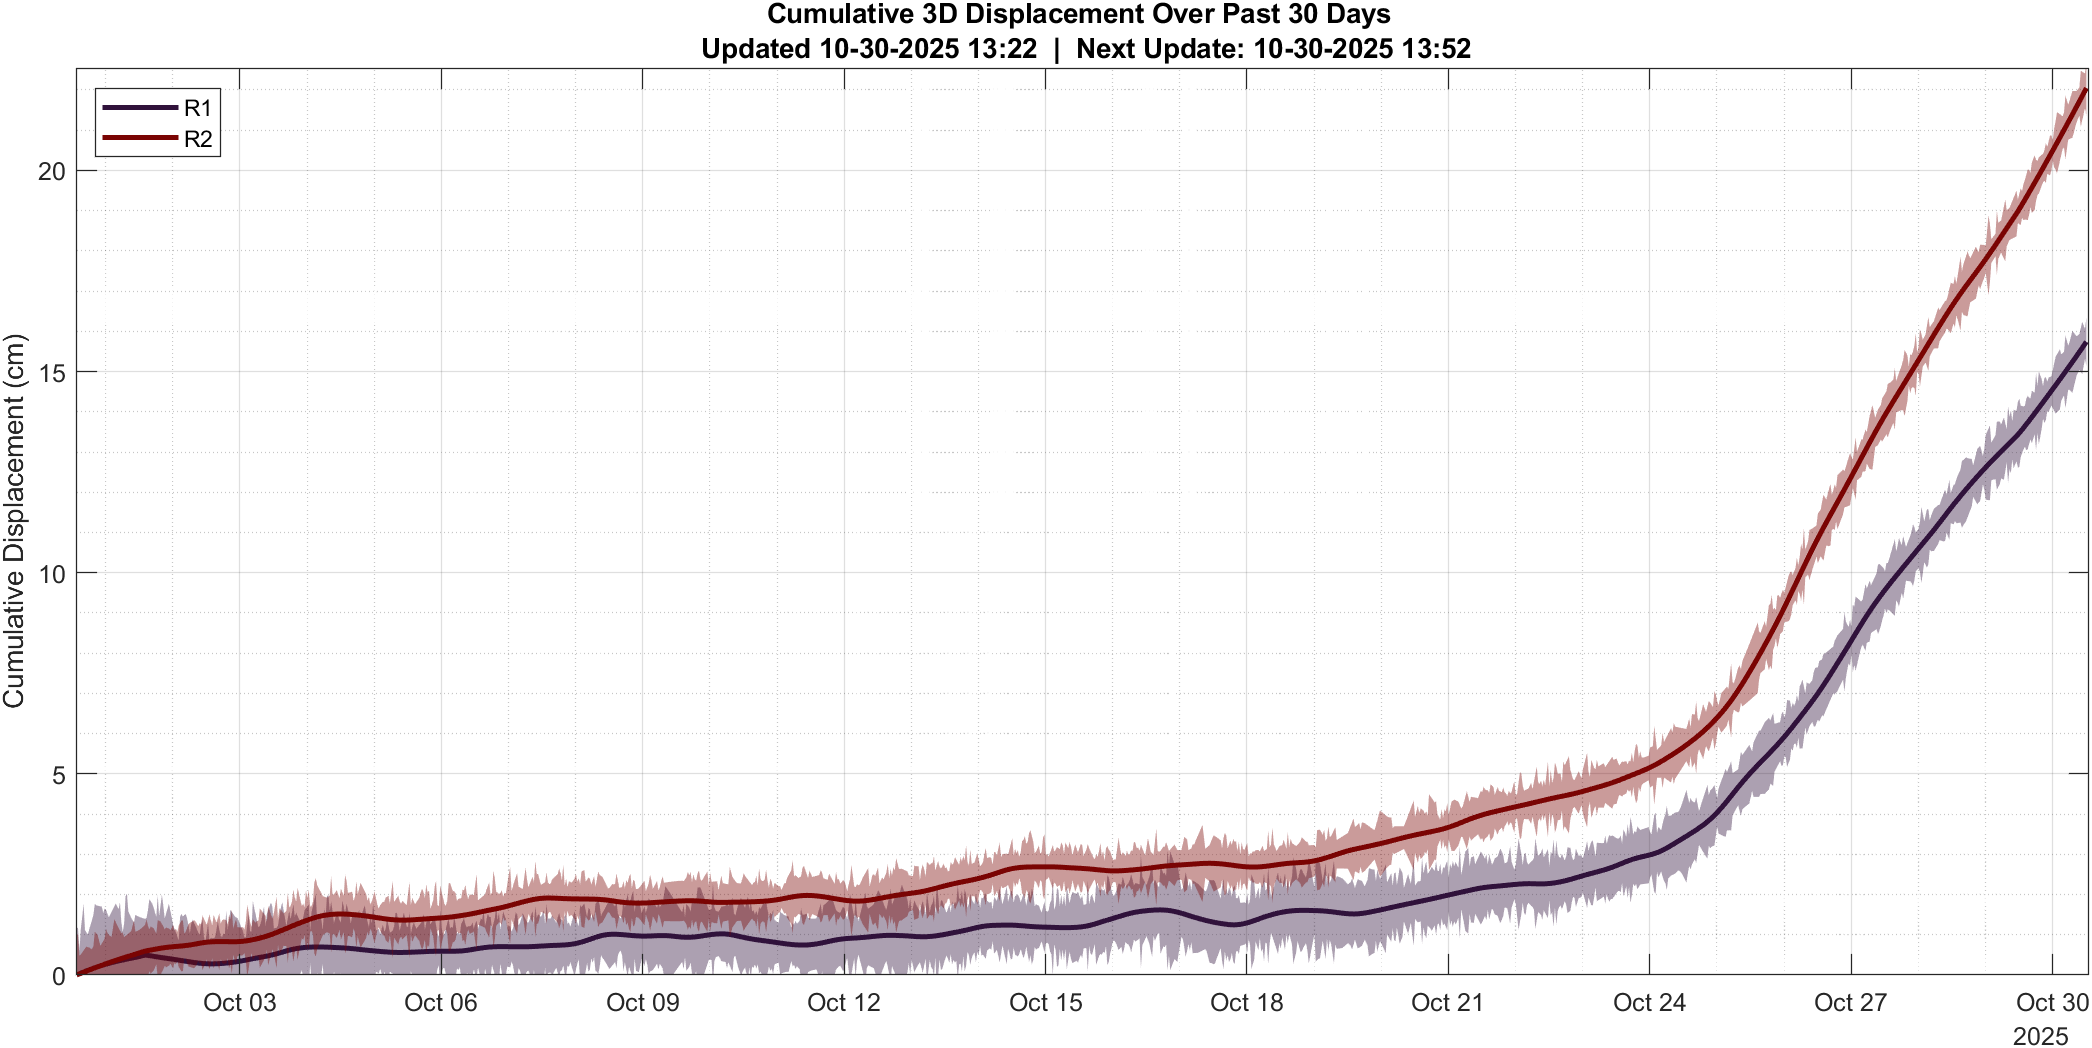 Cumulative 3D Displacement Over Past 30 Days
Updated 10-30-2025 13:22 | Next Update: 10-30-2025 13:52
R1
R2
Cumulative Displacement (cm)
20
15
10
5
0
Oct 03
Oct 06
Oct 09
Oct 12
Oct 15
Oct 18
Oct 21
Oct 24
Oct 27
Oct 30
2025